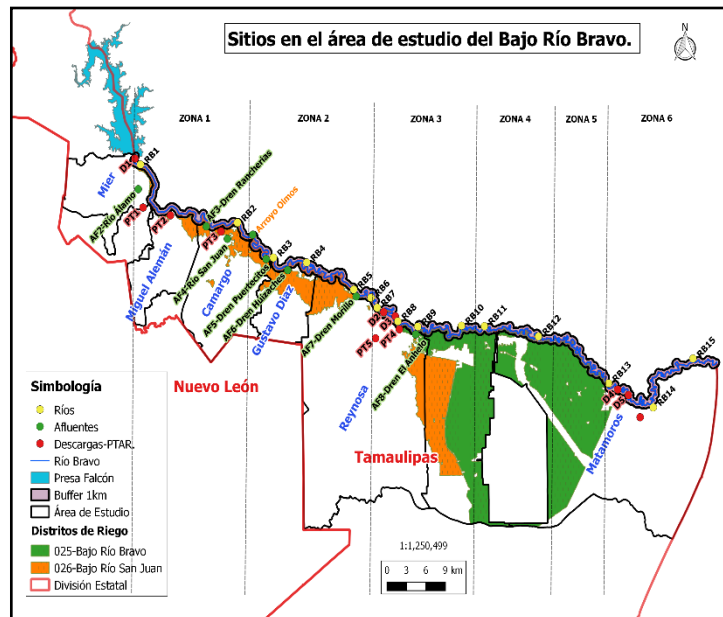 Sitios en el área de estudio del Bajo Río Bravo.
N
ZONA 1
ZONA 2
ZONA 3
ZONA 4
ZONA 5
ZONA 6
D1
RB1
Mier
AF2-Río Álamo
PT1
PT2
Miguel Alemán
AF3-Dren Rancherías
RB2
Arroyo Olmos
PT3
AF4-Río San Juan
Camargo
RB3
AF5-Dren Puertecitos
AF6-Dren Huizaches
Gustavo Díaz
RB4
RB5
RB6
RB7
AF7-Dren Morillo
D2
D3
RB8
PT4
PT5
RB9
AF8-Dren El Anhelo
Reynosa
RB10
RB11
RB12
RB13
D4
D5
RB14
RB15
Matamoros
Nuevo León
Tamaulipas
Simbología
Ríos
Afluentes
Descargas-PTAR.
Río Bravo
Presa Falcón
Buffer 1km
Área de Estudio
Distritos de Riego
025-Bajo Río Bravo
026-Bajo Río San Juan
División Estatal
1:1,250,499
0 3 6 9 km